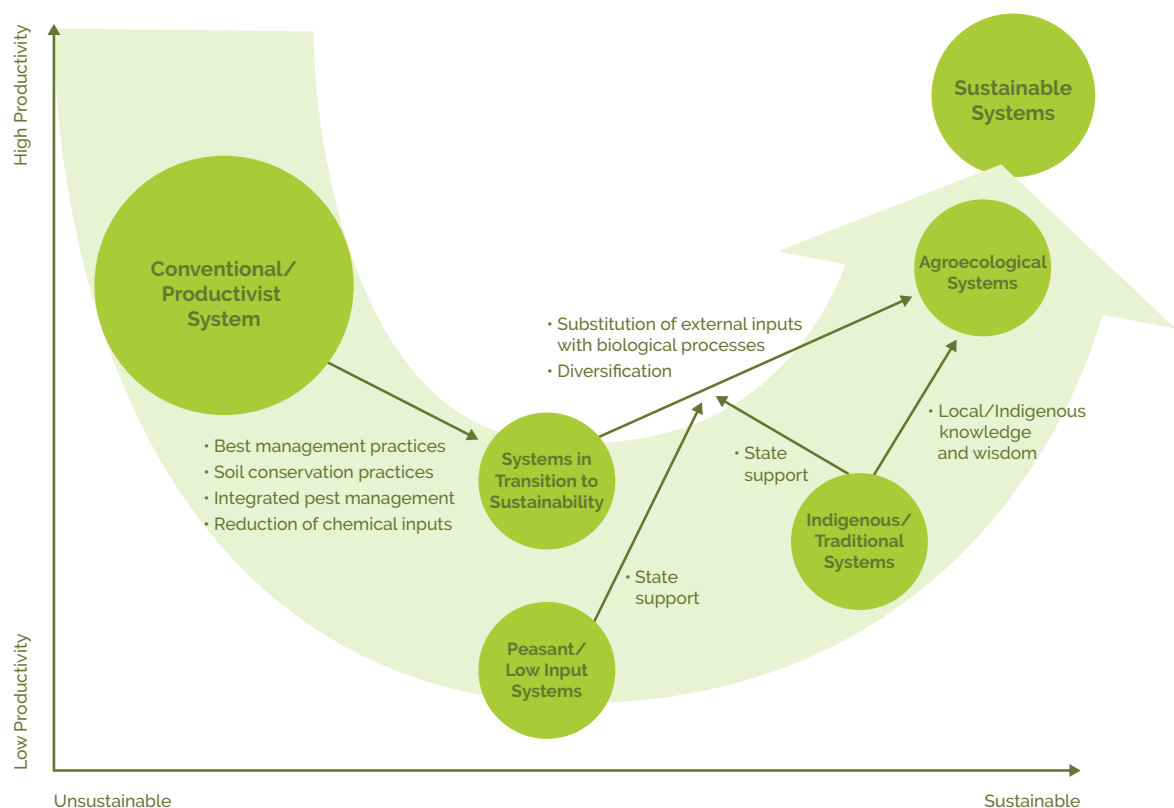 High Productivity
Low Productivity
Sustainable
Systems
Conventional/
Productivist
System
Agroecological
Systems
• Substitution of external inputs
with biological processes
• Diversification
• Best management practices
• Soil conservation practices
• Integrated pest management
• Reduction of chemical inputs
Systems in
Transition to
Sustainability
• State
support
• Local/Indigenous
knowledge
and wisdom
Indigenous/
Traditional
Systems
• State
support
Peasant/
Low Input
Systems
Unsustainable
Sustainable